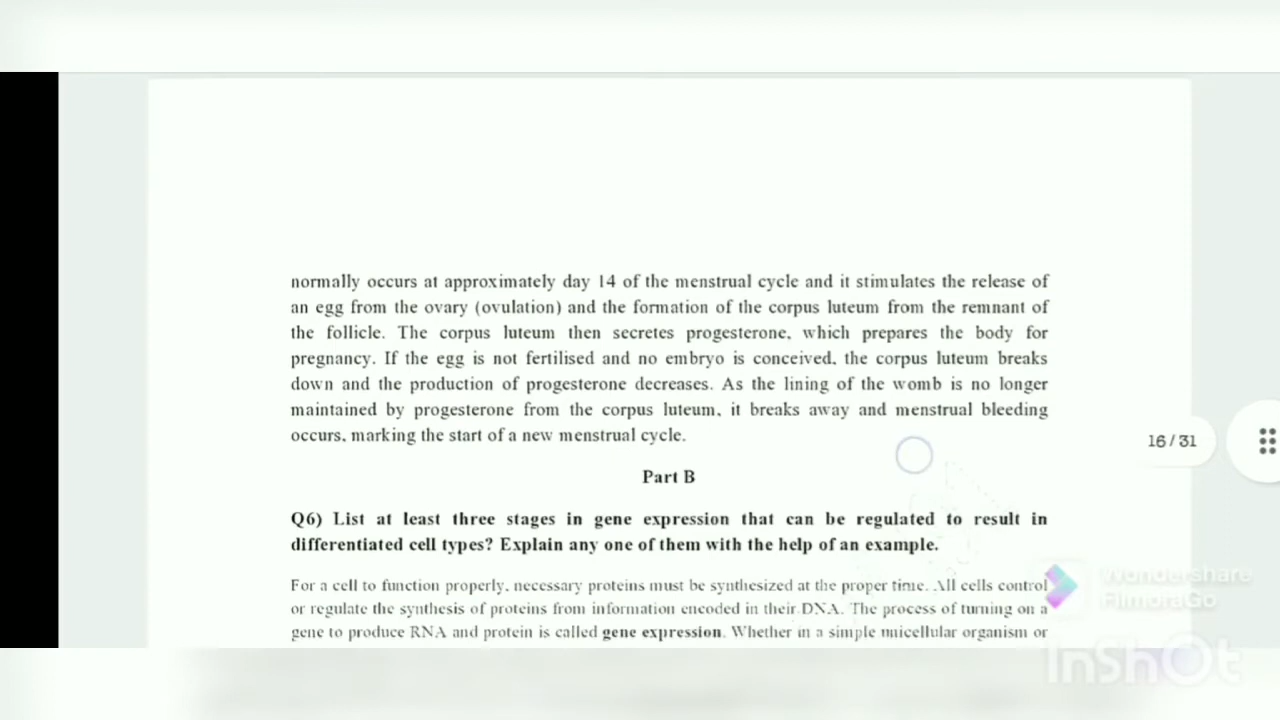 normally occurs at approximately day 14 of the menstrual cycle and it stimulates the release of
an egg from the ovary (ovulation) and the formation of the corpus luteum from the remnant of
the follicle. The corpus luteum then secretes progesterone, which prepares the body for
pregnancy. If the egg is not fertilised and no embryo is conceived, the corpus luteum breaks
down and the production of progesterone decreases. As the lining of the womb is no longer
maintained by progesterone from the corpus luteum, it breaks away and menstrual bleeding
occurs, marking the start of a new menstrual cycle.
16 / 31
Part B
Q6) List at least three stages in gene expression that can be regulated to result in
differentiated cell types? Explain any one of them with the help of an example.
For a cell to function properly, necessary proteins must be synthesized at the proper time. All cells control
or regulate the synthesis of proteins from information encoded in their DNA. The process of turning on a
gene to produce RNA and protein is called gene expression. Whether in a simple unicellular organism or
Wondershare
FilmoraGo
InShOt